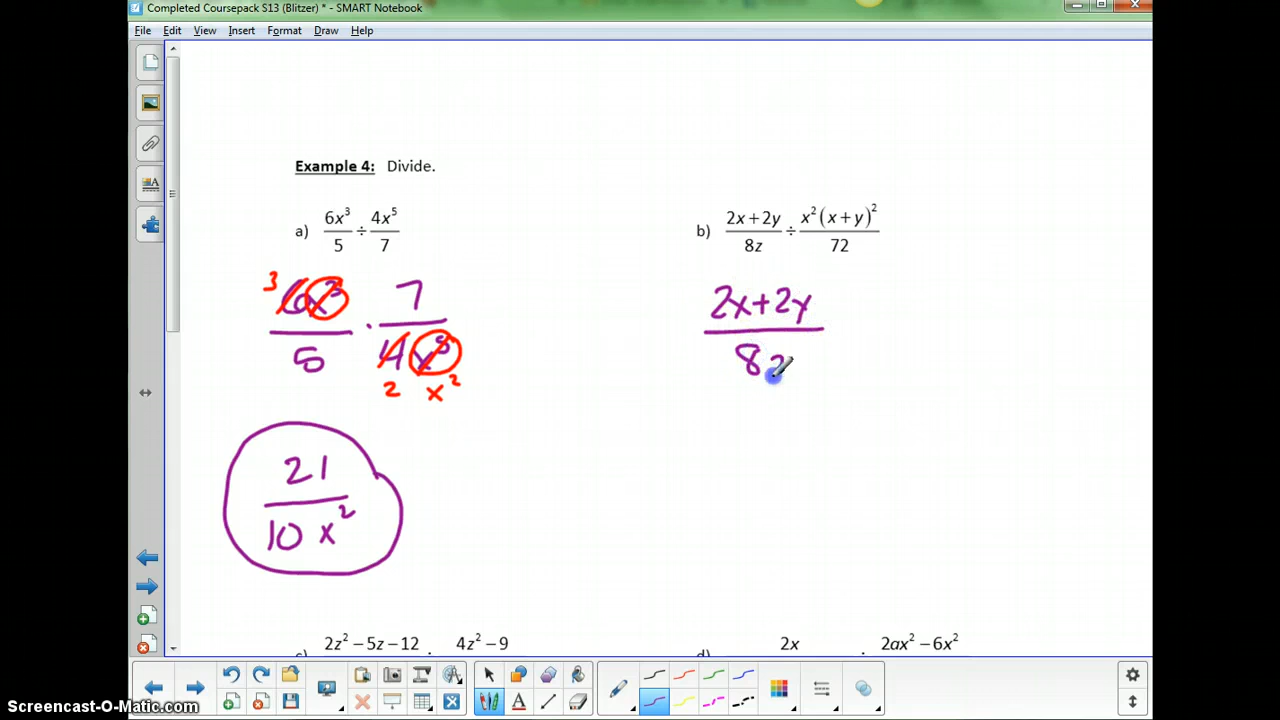 Completed Coursepack S13 (Blitzer) * - SMART Notebook
File Edit View Insert Format Draw Help
Example 4: Divide.
a) 6x³/5 ÷ 4x⁵/7
b) 2x+2y/8z ÷ x²(x+y)²/72
3 6x³/5 · 7/4x⁵
2 x²
2x+2y
8z
21
10x²
2z²−5z−12 4z²−9
2x 2ax²−6x²
Screencast-O-Matic.com